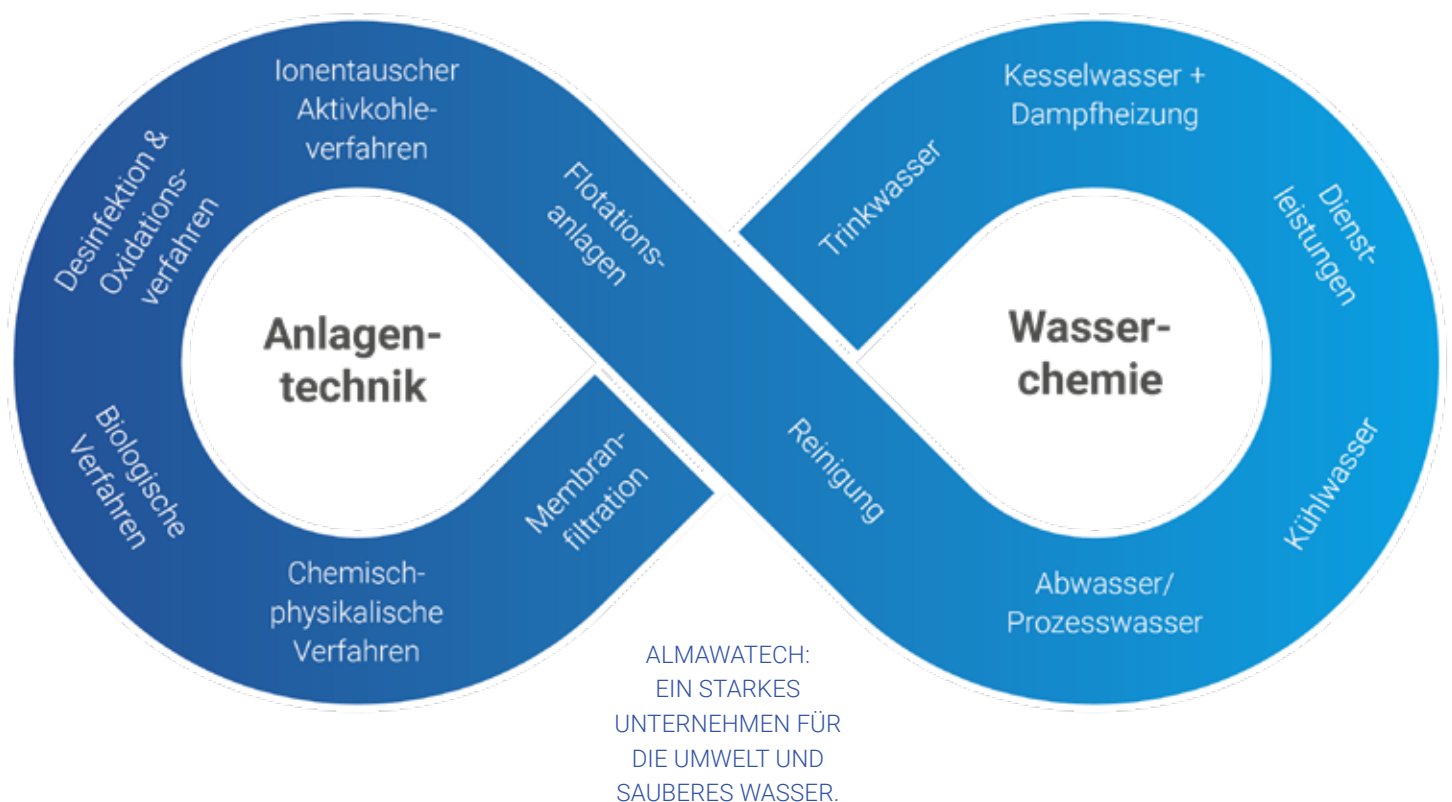 Ionentauscher
Aktivkohle-
verfahren
Desinfektion &
Oxidations-
verfahren
Flotations-
anlagen
Anlagen-
technik
Biologische
Verfahren
Chemisch-
physikalische
Verfahren
Membran-
filtration
Trinkwasser
Kesselwasser +
Dampfheizung
Dienst-
leistungen
Wasser-
chemie
Reinigung
Kühlwasser
Abwasser/
Prozesswasser
ALMAWATECH:
EIN STARKES
UNTERNEHMEN FÜR
DIE UMWELT UND
SAUBERES WASSER.